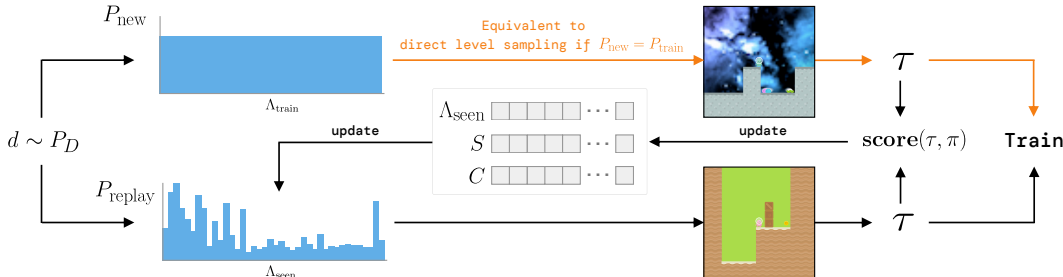 P_new
Λ_train
Equivalent to
direct level sampling if P_new = P_train
τ
d ∼ P_D
Λ_seen
S
C
update
update
score(τ, π)
Train
P_replay
Λ_seen
τ